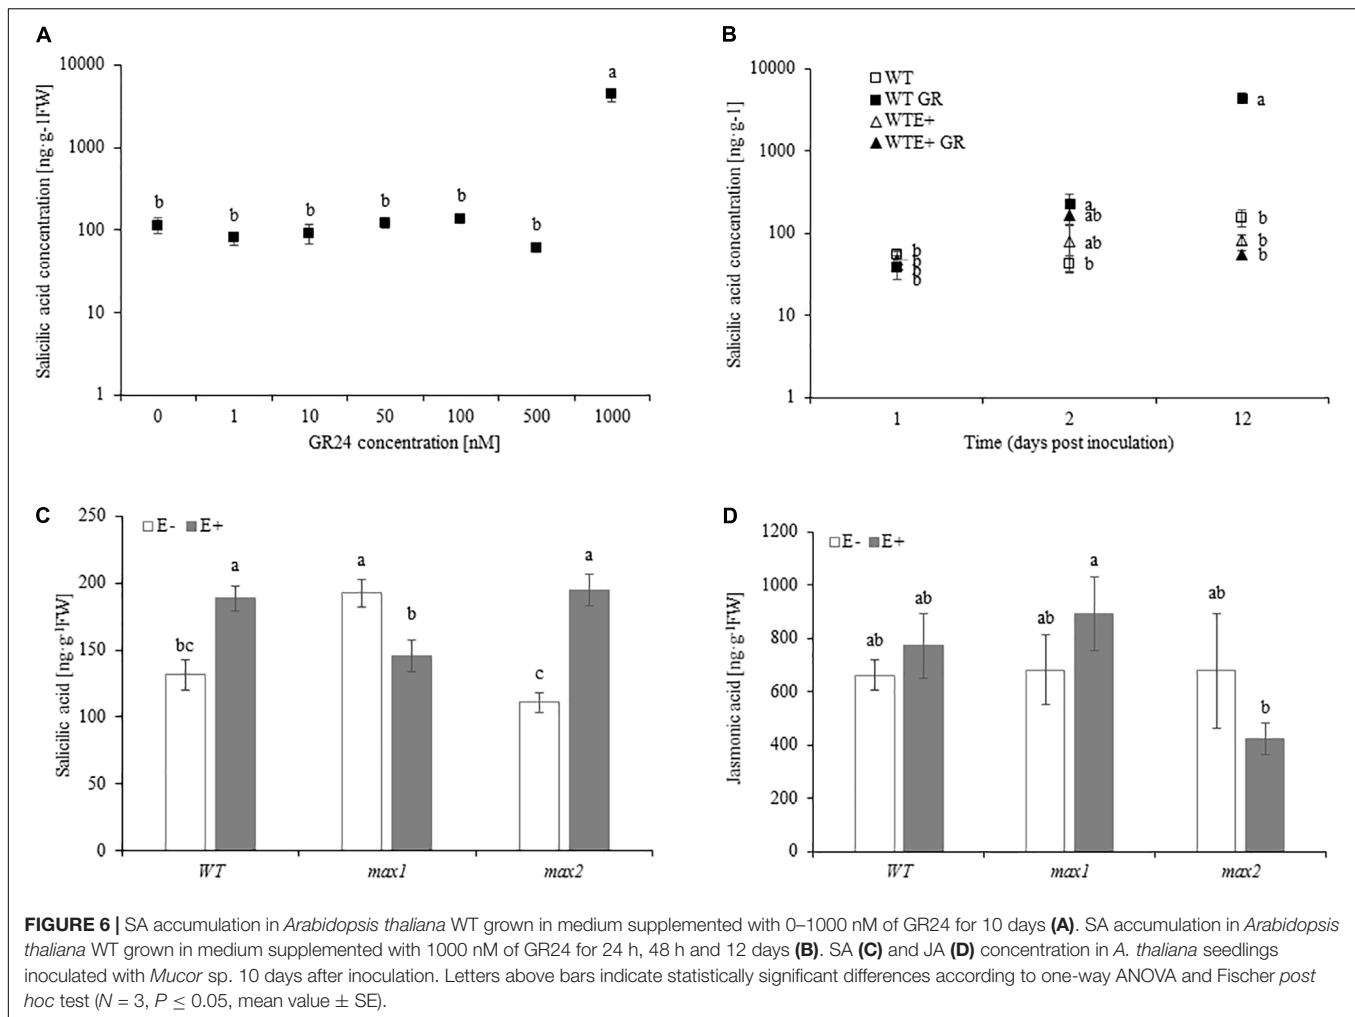 A
Salicilic acid concentration [ng·g-1FW]
10000
1000
100
10
1
b
b
b
b
b
b
a
0 1 10 50 100 500 1000
GR24 concentration [nM]
B
Salicilic acid concentration [ng·g-1]
10000
1000
100
10
1
WT
WT GR
WTE+
WTE+ GR
b
b
b
b
a
ab
ab
b
a
b
b
b
1 2 12
Time (days post inoculation)
C
Salicilic acid [ng·g-1FW]
250
200
150
100
50
0
E- E+
bc
a
a
b
c
a
WT max1 max2
D
Jasmonic acid [ng·g-1FW]
1200
1000
800
600
400
200
0
E- E+
ab
ab
ab
a
ab
b
WT max1 max2
FIGURE 6 | SA accumulation in Arabidopsis thaliana WT grown in medium supplemented with 0–1000 nM of GR24 for 10 days (A). SA accumulation in Arabidopsis
thaliana WT grown in medium supplemented with 1000 nM of GR24 for 24 h, 48 h and 12 days (B). SA (C) and JA (D) concentration in A. thaliana seedlings
inoculated with Mucor sp. 10 days after inoculation. Letters above bars indicate statistically significant differences according to one-way ANOVA and Fischer post
hoc test (N = 3, P ≤ 0.05, mean value ± SE).